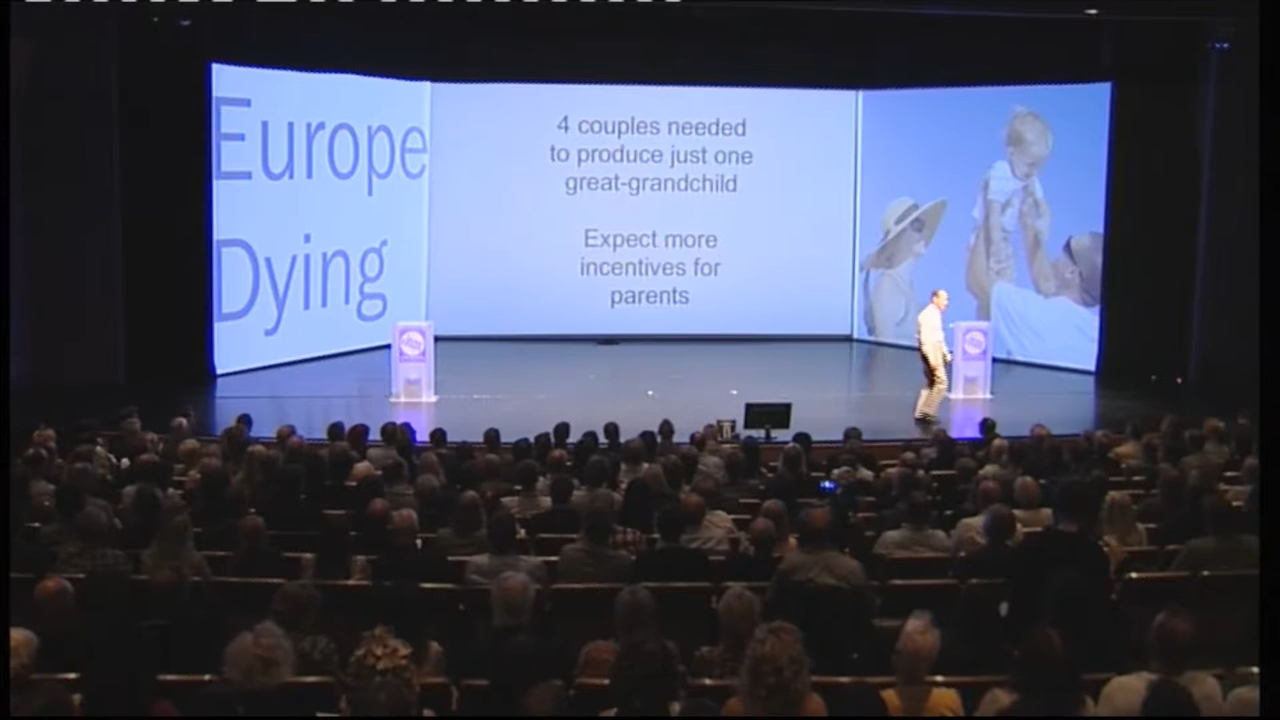 Europe
Dying
4 couples needed
to produce just one
great-grandchild
Expect more
incentives for
parents